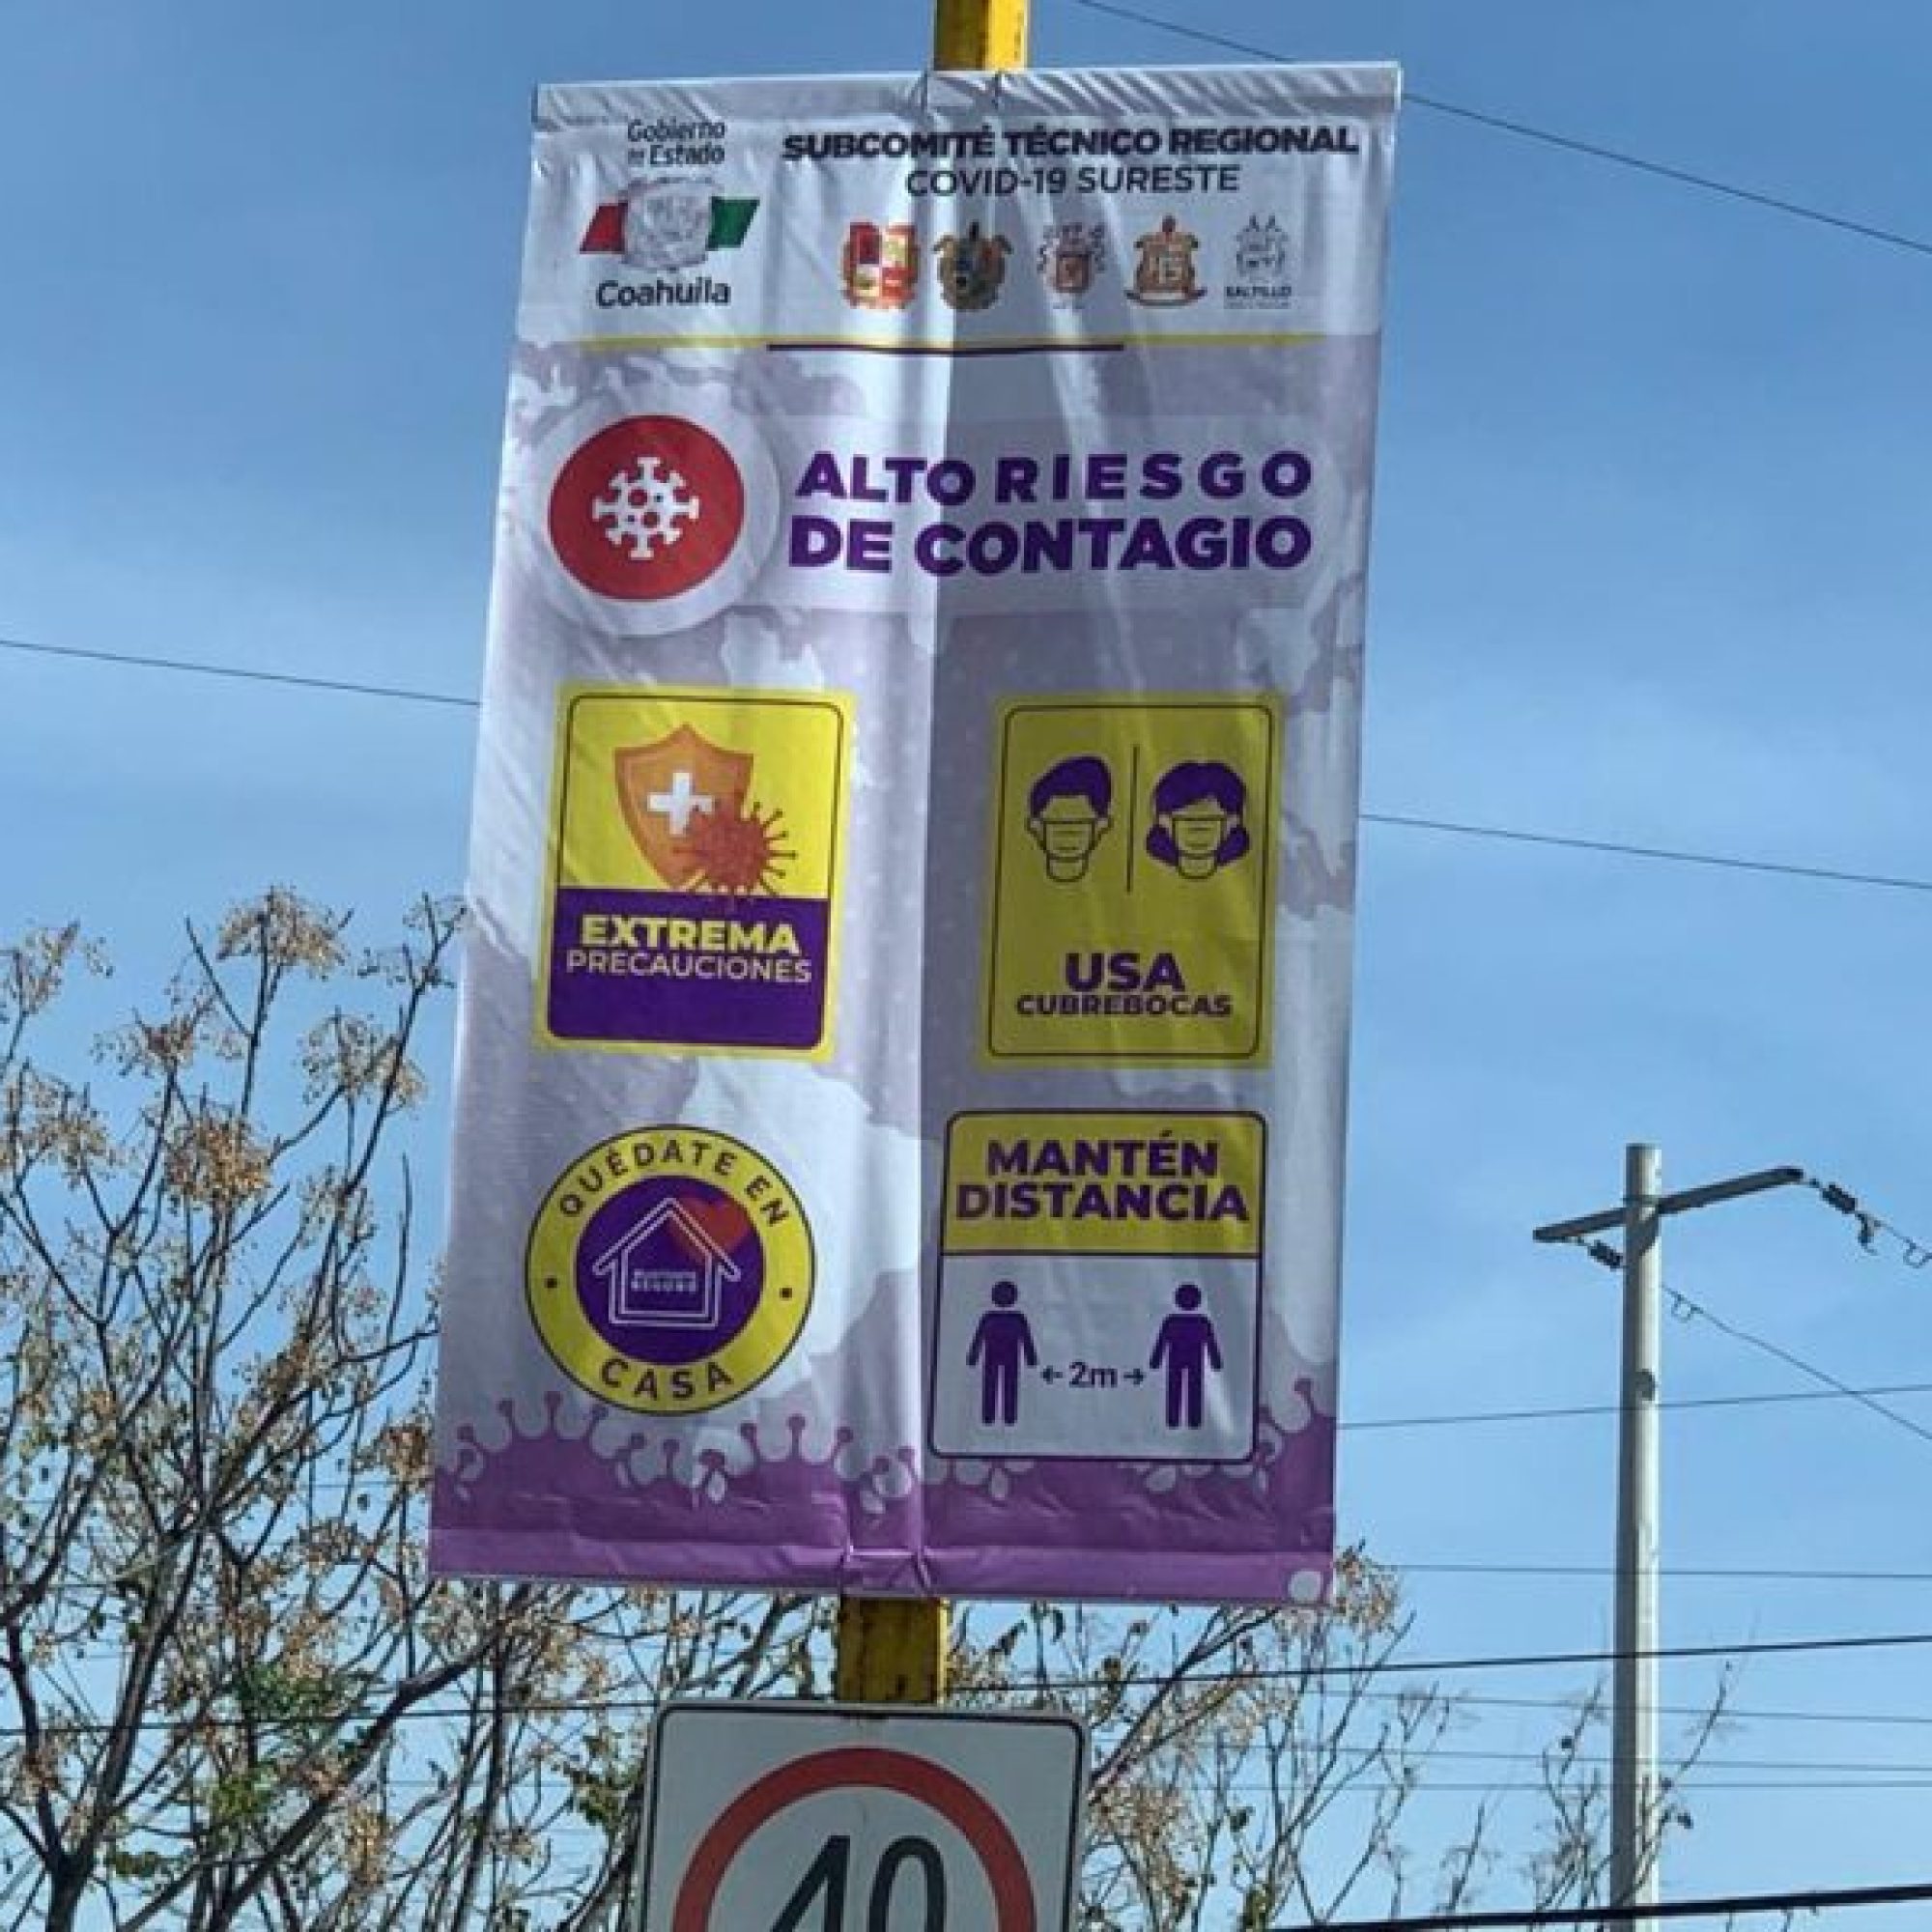 Gobierno
DEL Estado
Coahuila
SUBCOMITÉ TÉCNICO REGIONAL
COVID-19 SURESTE
SALTILLO
ALTO RIESGO
DE CONTAGIO
EXTREMA
PRECAUCIONES
USA
CUBREBOCAS
QUÉDATE EN
CASA
SEGURO
MANTÉN
DISTANCIA
←2m→
40